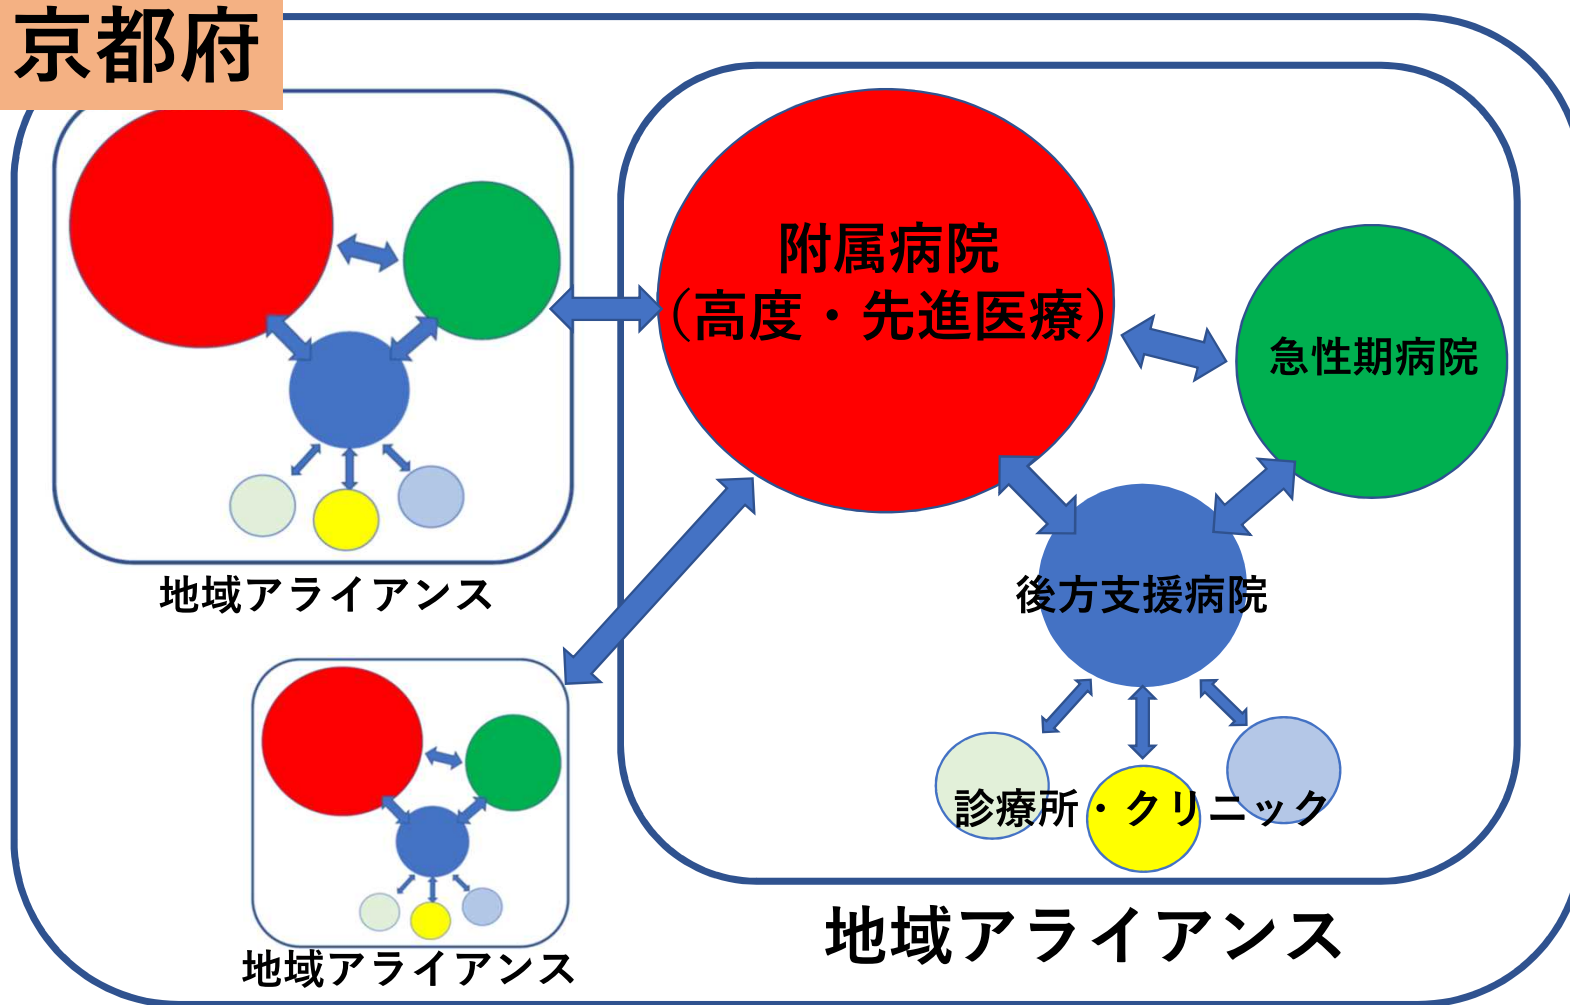 京都府
附属病院
（高度・先進医療）
急性期病院
後方支援病院
診療所・クリニック
地域アライアンス
地域アライアンス
地域アライアンス